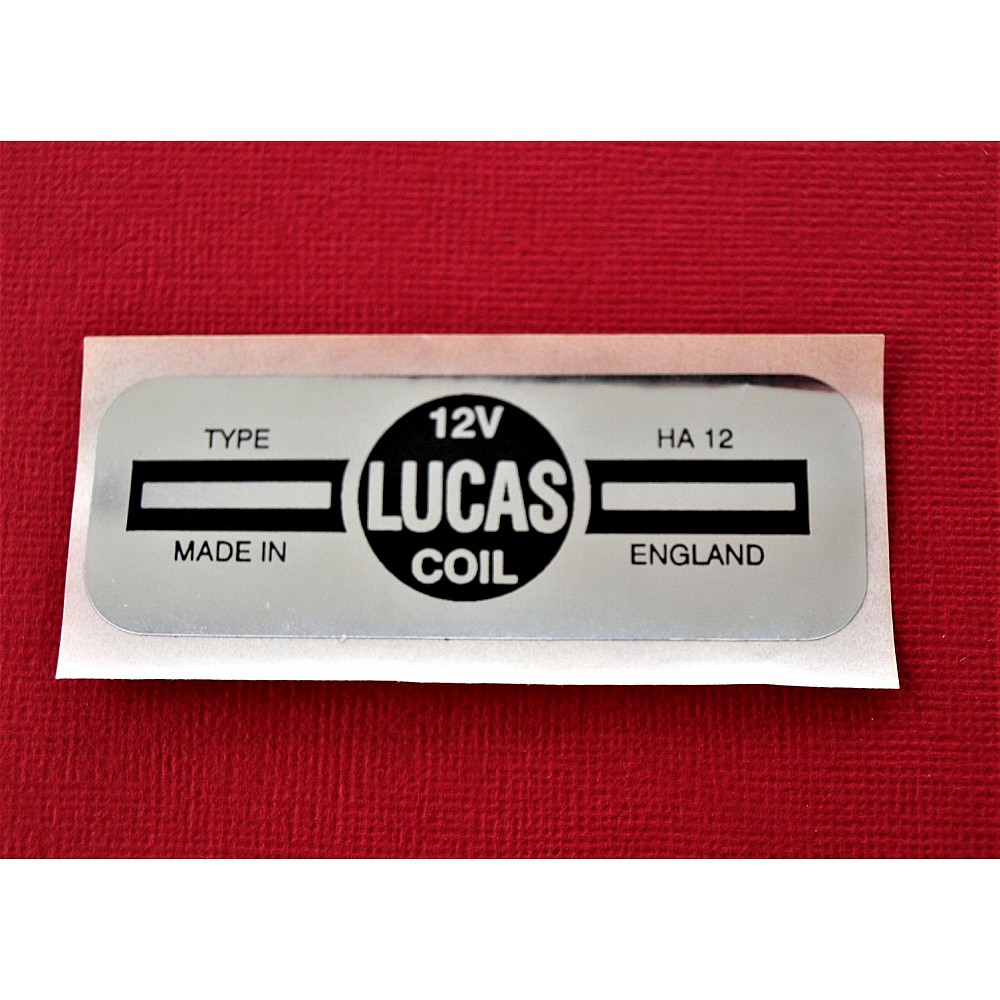 12V
TYPE HA 12
LUCAS
MADE IN ENGLAND
COIL